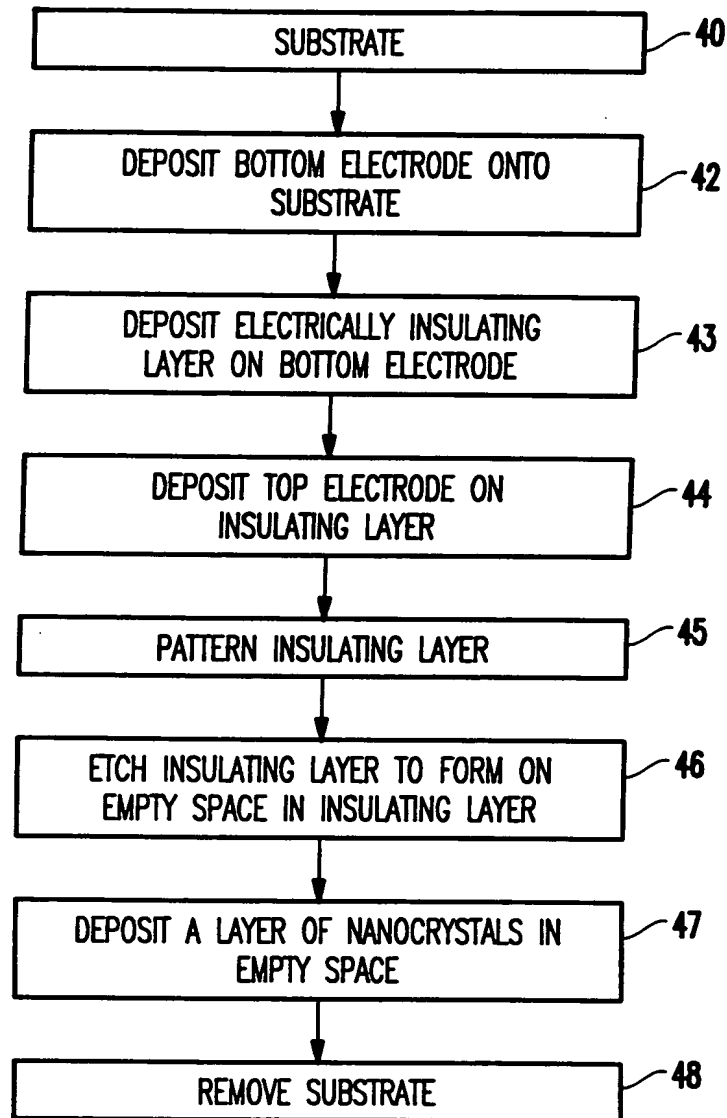 SUBSTRATE
40
DEPOSIT BOTTOM ELECTRODE ONTO
SUBSTRATE
42
DEPOSIT ELECTRICALLY INSULATING
LAYER ON BOTTOM ELECTRODE
43
DEPOSIT TOP ELECTRODE ON
INSULATING LAYER
44
PATTERN INSULATING LAYER
45
ETCH INSULATING LAYER TO FORM ON
EMPTY SPACE IN INSULATING LAYER
46
DEPOSIT A LAYER OF NANOCRYSTALS IN
EMPTY SPACE
47
REMOVE SUBSTRATE
48